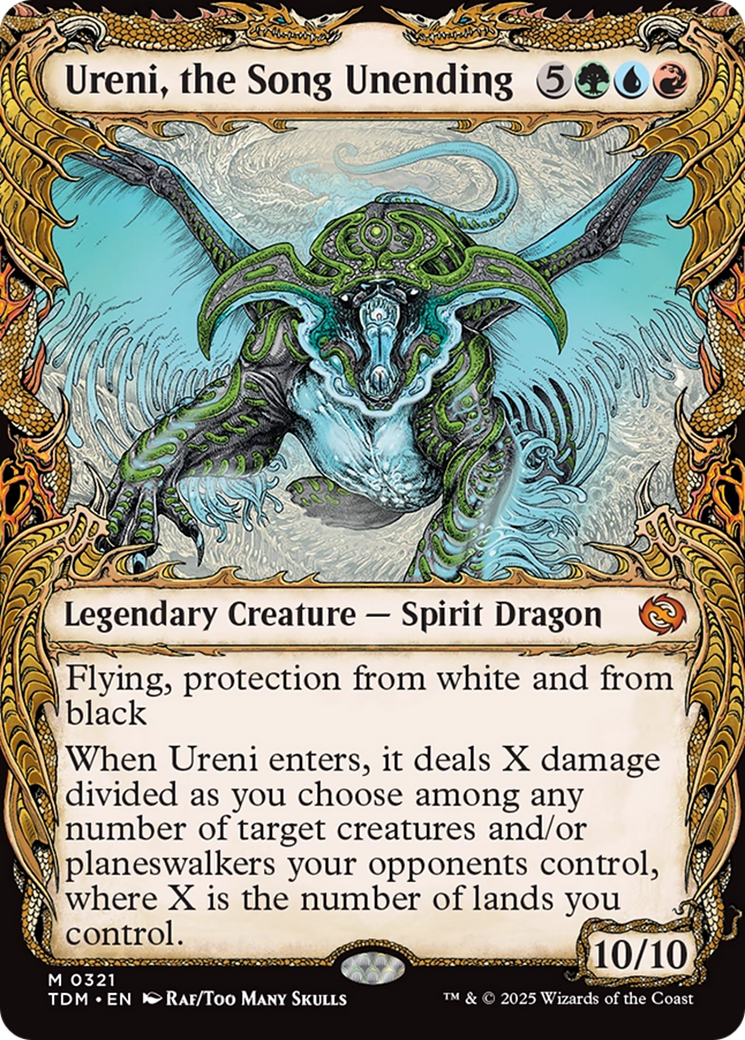 Ureni, the Song Unending 5
Legendary Creature — Spirit Dragon
Flying, protection from white and from
black
When Ureni enters, it deals X damage
divided as you choose among any
number of target creatures and/or
planeswalkers your opponents control,
where X is the number of lands you
control.
10/10
M 0321
TDM • EN Raf/Too Many Skulls
™ & © 2025 Wizards of the Coast